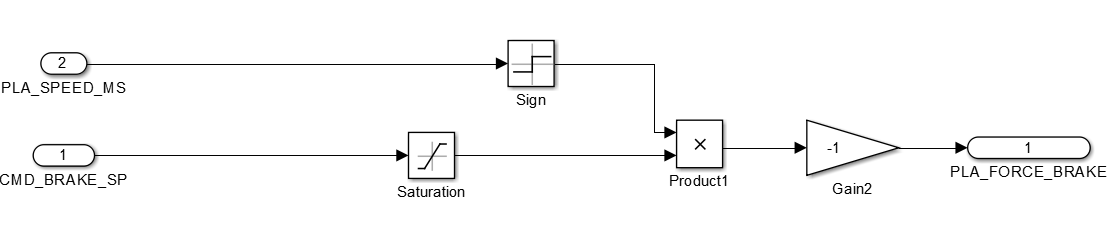 2
PLA_SPEED_MS
Sign
1
CMD_BRAKE_SP
Saturation
×
Product1
-1
Gain2
1
PLA_FORCE_BRAKE